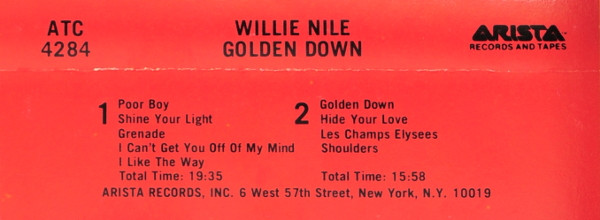 ATC
4284
WILLIE NILE
GOLDEN DOWN
ARISTA
RECORDS AND TAPES
1
Poor Boy
Shine Your Light
Grenade
I Can't Get You Off Of My Mind
I Like The Way
Total Time: 19:35
2
Golden Down
Hide Your Love
Les Champs Elysees
Shoulders
Total Time: 15:58
ARISTA RECORDS, INC. 6 West 57th Street, New York, N.Y. 10019